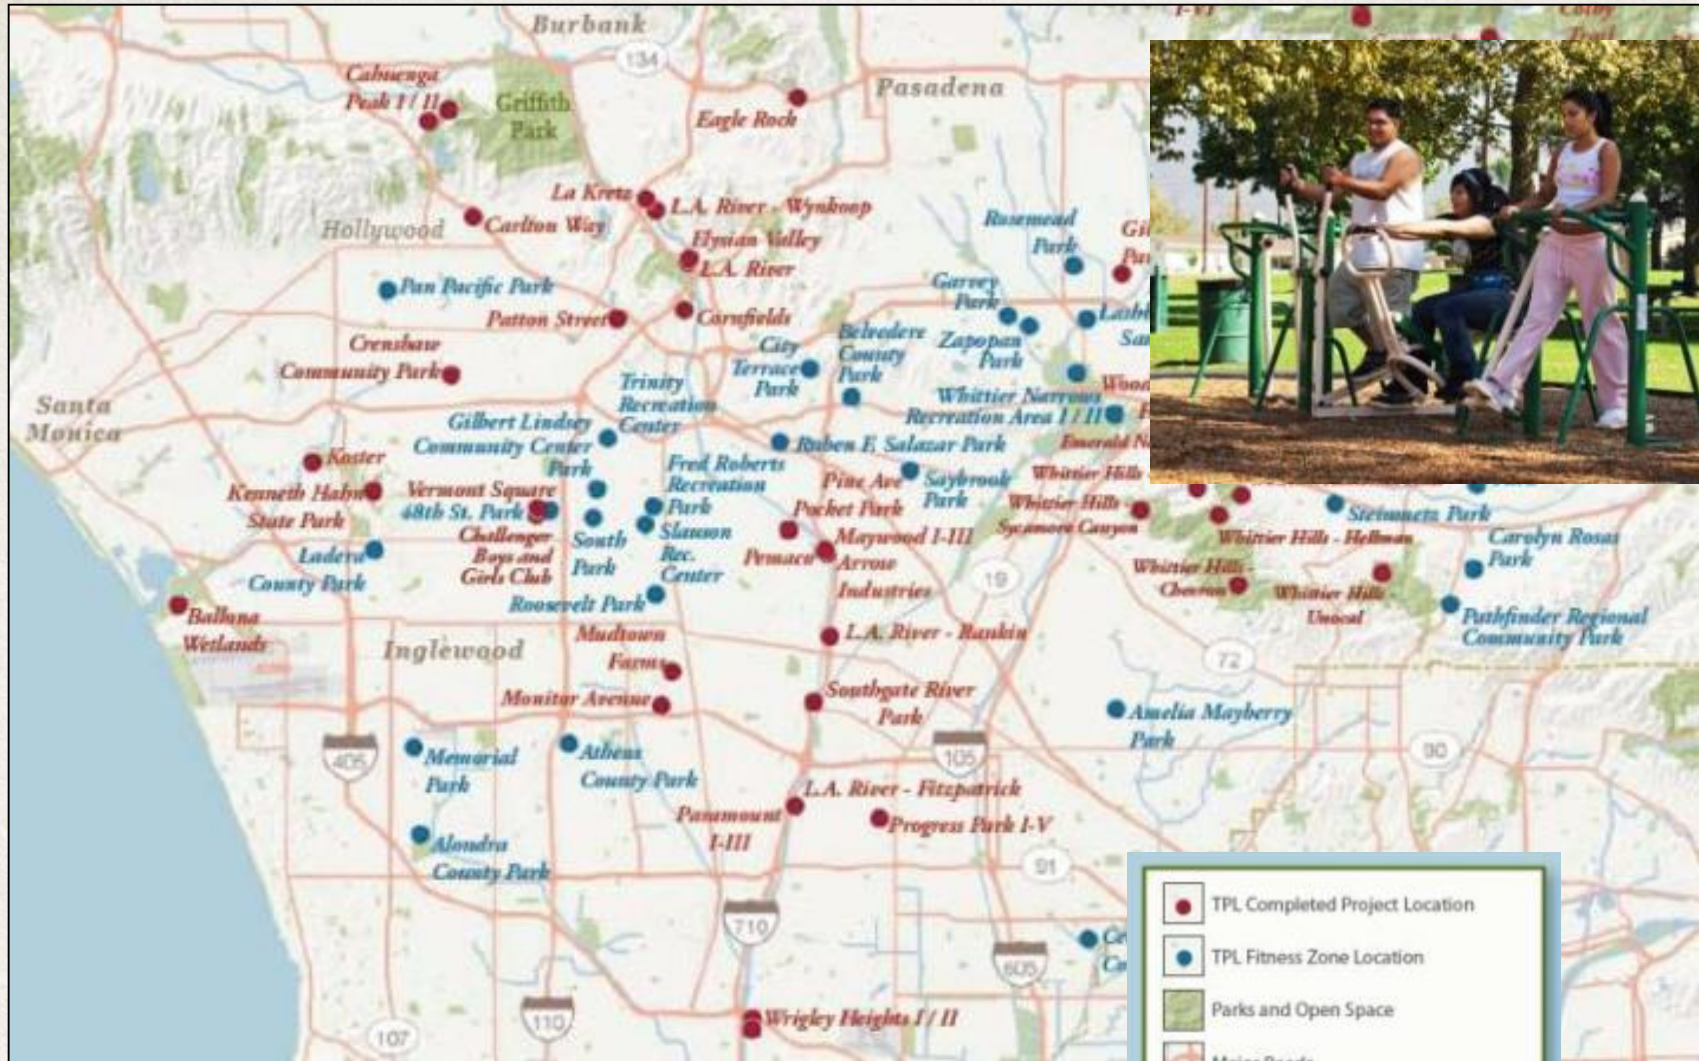 Burbank
134
Cahuenga
Peak I / II
Griffith
Park
Eagle Rock
Pasadena
La Kretz
L.A. River - Wynkoop
Hollywood
Carlton Way
Elysian Valley
L.A. River
Rosemead
Park
Pan Pacific Park
Patton Street
Cornfields
Garvey
Park
Zapopan
Park
Crenshaw
Community Park
City
Terrace
Park
Belvedere
County
Park
Trinity
Recreation
Center
Whittier Narrows
Recreation Area I / II
Santa
Monica
Gilbert Lindsey
Community Center
Park
Ruben F. Salazar Park
Koster
Kenneth Hahn
State Park
Vermont Square
48th St. Park
Fred Roberts
Recreation
Park
Pine Ave
Pocket Park
Saybrook
Park
Whittier Hills
Whittier Hills
Sycamore Canyon
Steinmetz Park
Challenger
Boys and
Girls Club
South
Park
Slauson
Rec.
Center
Pemaco
Maywood I-III
Arrow
Industries
19
Whittier Hills - Hellman
Carolyn Rosas
Park
Ladera
County Park
Roosevelt Park
Whittier Hills -
Chevron
Whittier Hills
Unocal
Pathfinder Regional
Community Park
Ballona
Wetlands
Inglewood
Mudtown
Farms
L.A. River - Rankin
72
Monitor Avenue
Southgate River
Park
Amelia Mayberry
Park
405
Memorial
Park
Athens
County Park
105
90
L.A. River - Fitzpatrick
Paramount
I-III
Progress Park I-V
Alondra
County Park
91
710
605
110
107
Wrigley Heights I / II
TPL Completed Project Location
TPL Fitness Zone Location
Parks and Open Space